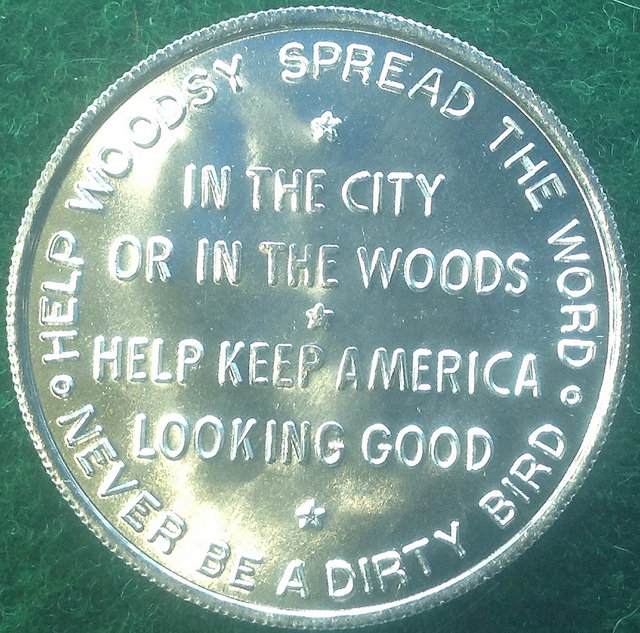 HELP WOODSY SPREAD THE WORD
IN THE CITY
OR IN THE WOODS
HELP KEEP AMERICA
LOOKING GOOD
NEVER BE A DIRTY BIRD